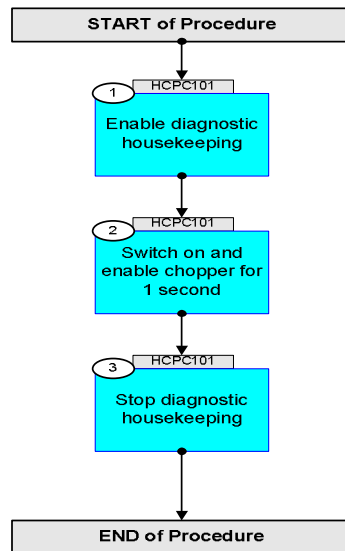 START of Procedure
HCPC101
1
Enable diagnostic
housekeeping
HCPC101
2
Switch on and
enable chopper for
1 second
HCPC101
3
Stop diagnostic
housekeeping
END of Procedure